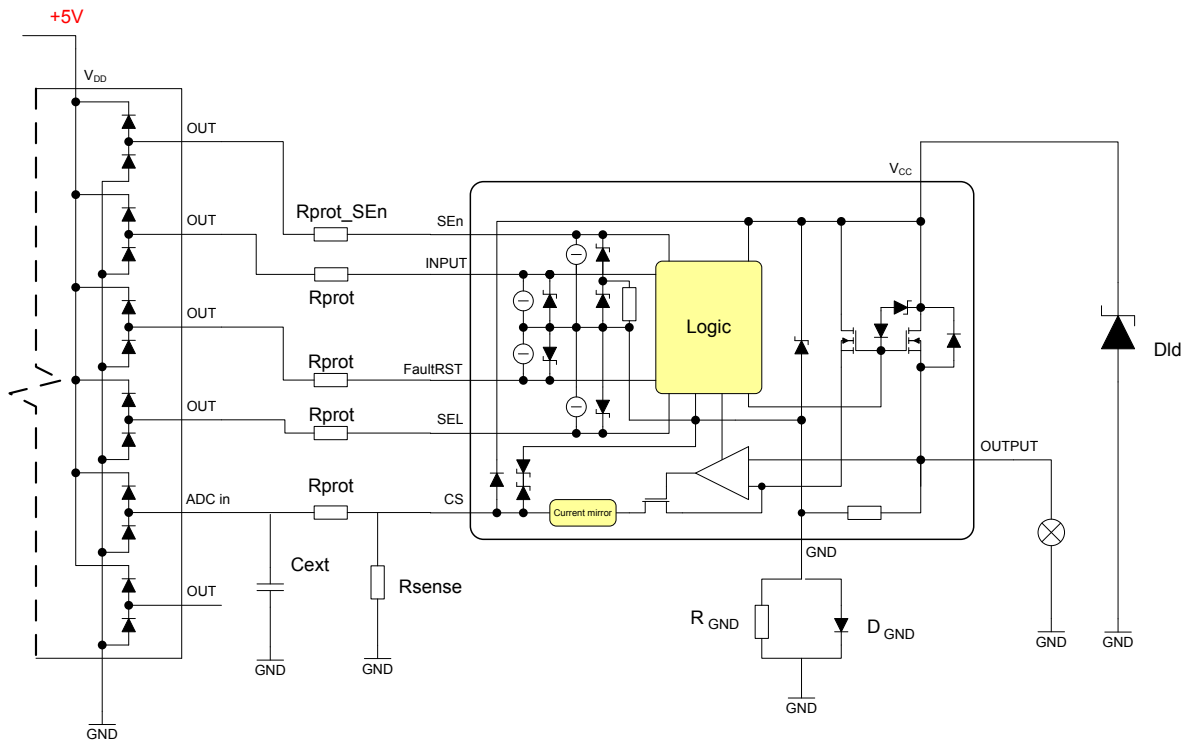 +5V
VDD
OUT
VCC
Rprot_SEn
SEn
OUT
INPUT
Rprot
OUT
Logic
Dld
Rprot
FaultRST
OUT
Rprot
SEL
OUTPUT
Rprot
ADC in
CS
Current mirror
GND
Cext
Rsense
OUT
R GND
D GND
GND
GND
GND
GND
GND
GND